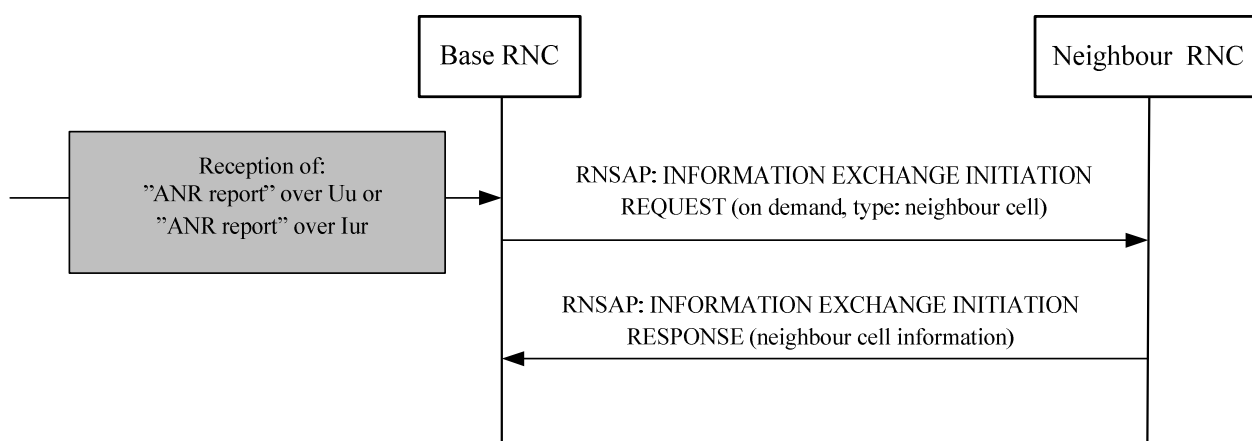 Base RNC
Neighbour RNC
Reception of:
”ANR report” over Uu or
”ANR report” over Iur
RNSAP: INFORMATION EXCHANGE INITIATION
REQUEST (on demand, type: neighbour cell)
RNSAP: INFORMATION EXCHANGE INITIATION
RESPONSE (neighbour cell information)